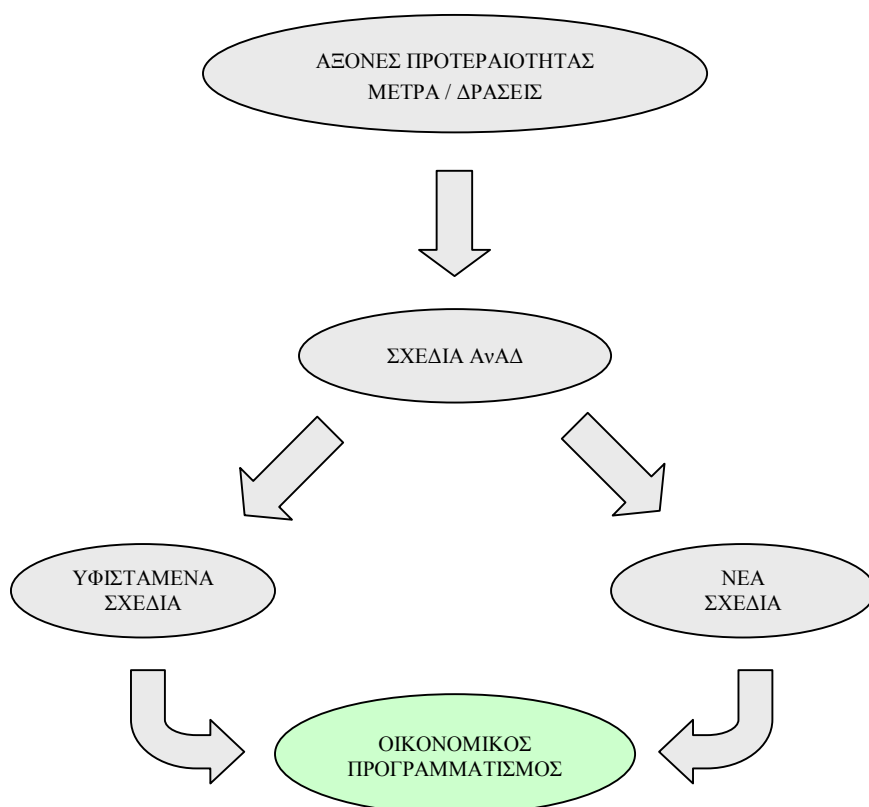 ΑΞΟΝΕΣ ΠΡΟΤΕΡΑΙΟΤΗΤΑΣ
ΜΕΤΡΑ / ΔΡΑΣΕΙΣ
ΣΧΕΔΙΑ ΑνΑΔ
ΥΦΙΣΤΑΜΕΝΑ
ΣΧΕΔΙΑ
ΝΕΑ
ΣΧΕΔΙΑ
ΟΙΚΟΝΟΜΙΚΟΣ
ΠΡΟΓΡΑΜΜΑΤΙΣΜΟΣ